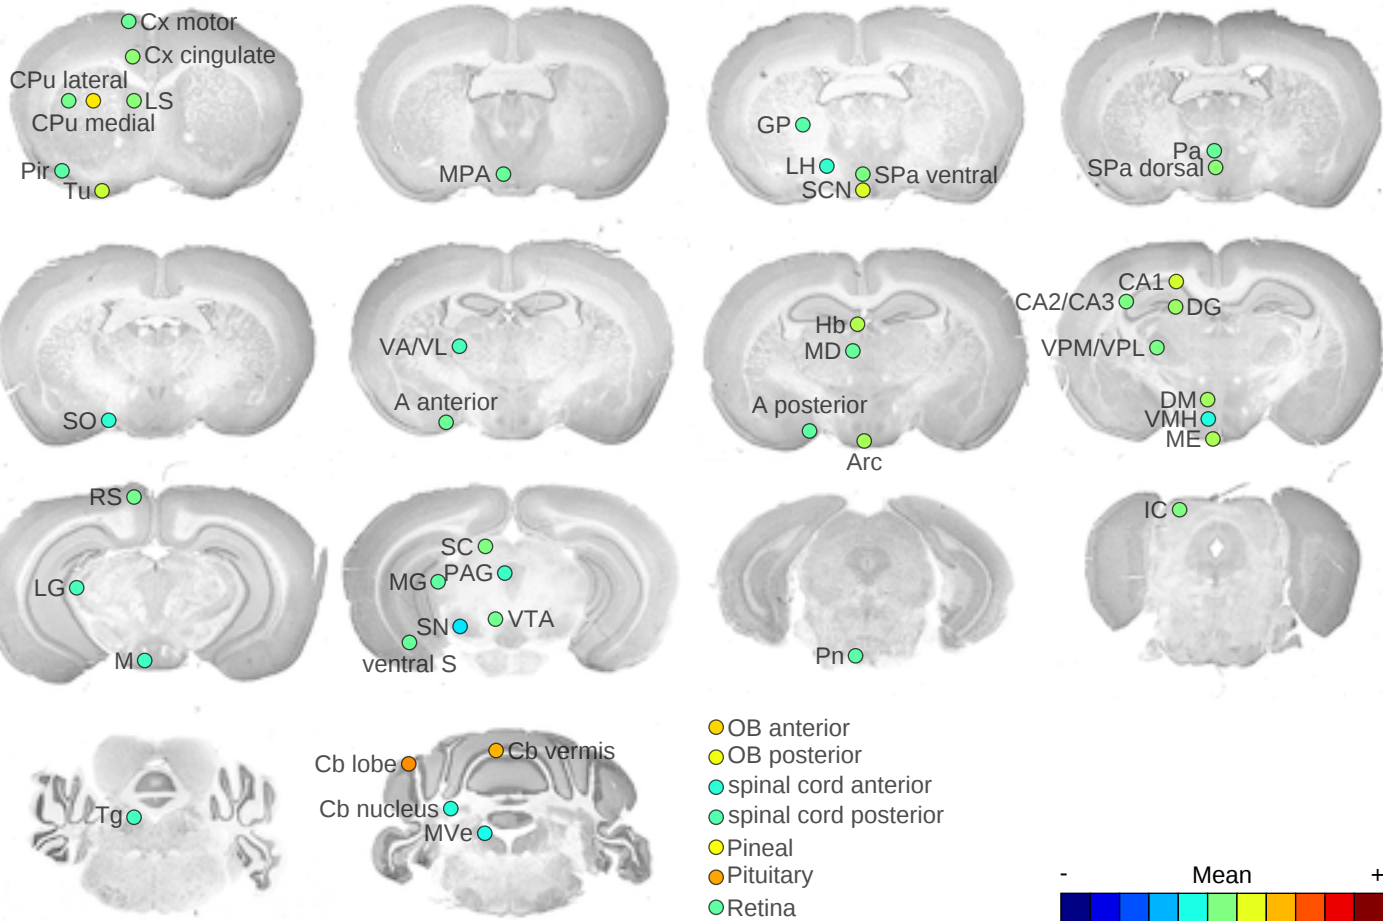 Cx motor
Cx cingulate
CPu lateral
LS
CPu medial
Pir
Tu
MPA
GP
LH
SPa ventral
SCN
Pa
SPa dorsal
SO
VA/VL
A anterior
Hb
MD
A posterior
Arc
CA1
CA2/CA3
DG
VPM/VPL
DM
VMH
ME
RS
LG
M
SC
MG
PAG
SN
VTA
ventral S
Pn
IC
Tg
Cb lobe
Cb vermis
Cb nucleus
MVe
OB anterior
OB posterior
spinal cord anterior
spinal cord posterior
Pineal
Pituitary
Retina
- Mean +